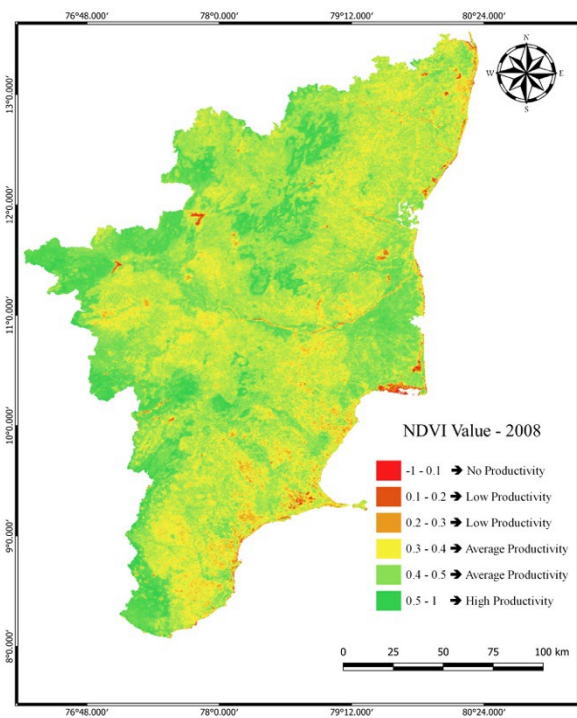 76°48.000' 78°0.000' 79°12.000' 80°24.000'
N
W E
S
13°0.000'
12°0.000'
11°0.000'
10°0.000'
9°0.000'
8°0.000'
NDVI Value - 2008
-1 - 0.1 ➔ No Productivity
0.1 - 0.2 ➔ Low Productivity
0.2 - 0.3 ➔ Low Productivity
0.3 - 0.4 ➔ Average Productivity
0.4 - 0.5 ➔ Average Productivity
0.5 - 1 ➔ High Productivity
0 25 50 75 100 km
76°48.000' 78°0.000' 79°12.000' 80°24.000'